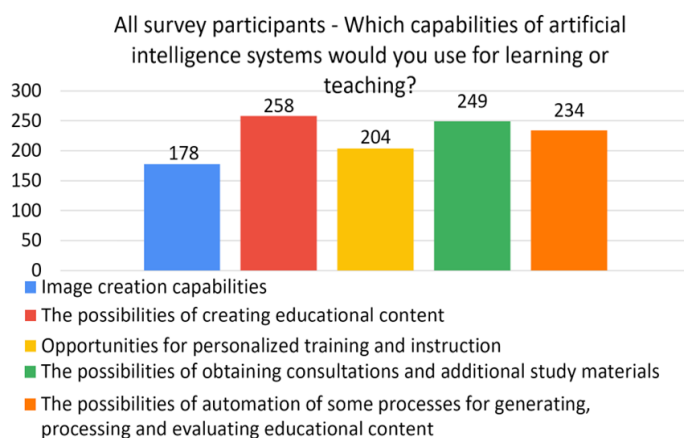 All survey participants - Which capabilities of artificial
intelligence systems would you use for learning or
teaching?
300
250
200
150
100
50
0
178
258
204
249
234
Image creation capabilities
The possibilities of creating educational content
Opportunities for personalized training and instruction
The possibilities of obtaining consultations and additional study materials
The possibilities of automation of some processes for generating,
processing and evaluating educational content